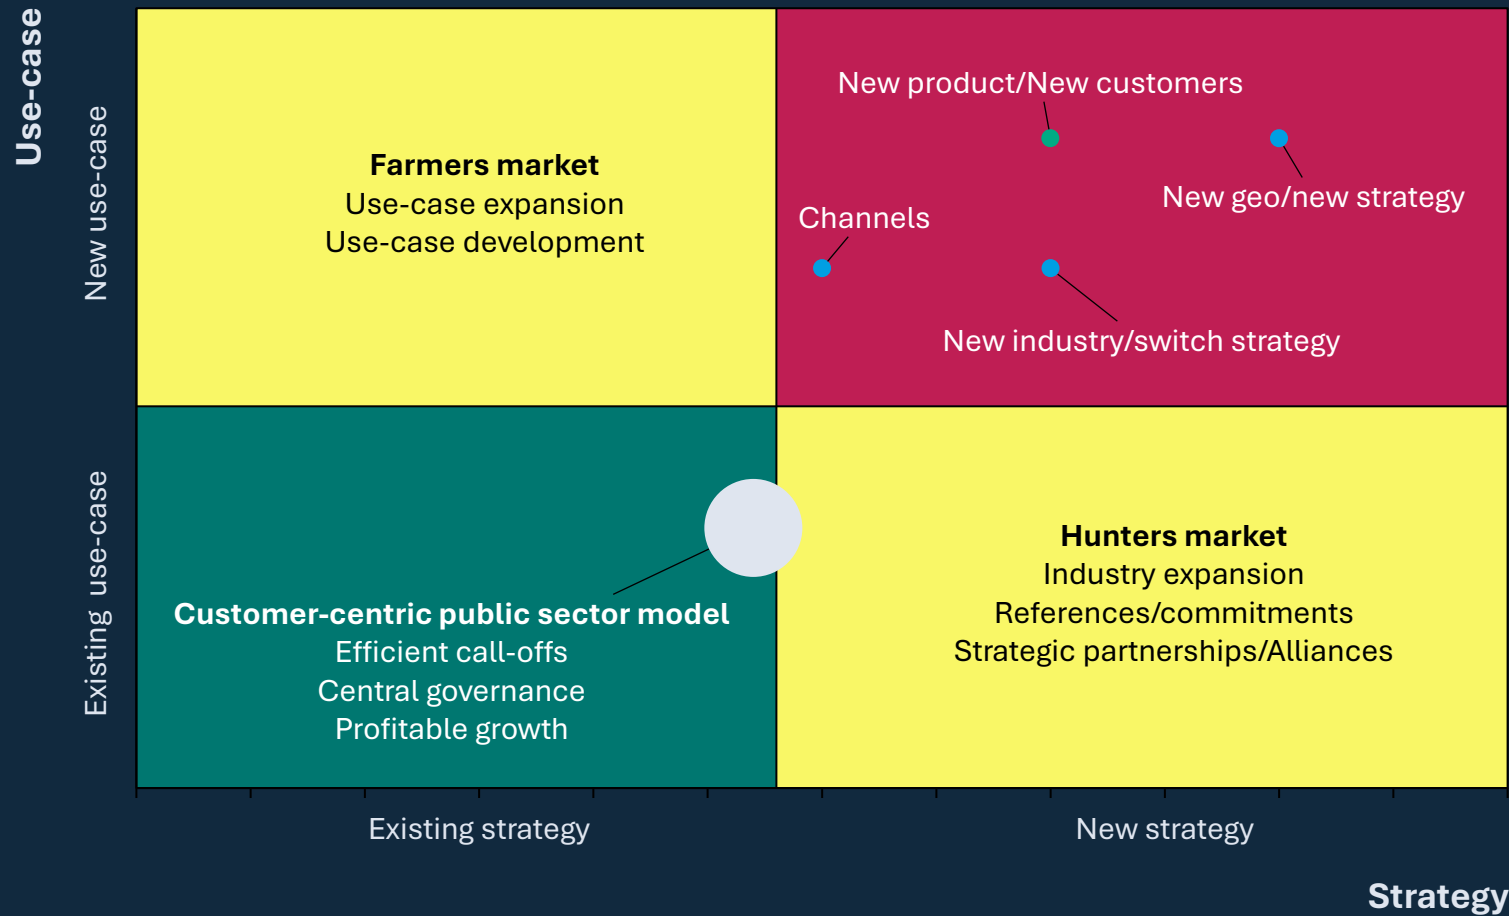 Use-case
New use-case
Existing use-case
Farmers market
Use-case expansion
Use-case development
New product/New customers
New geo/new strategy
Channels
New industry/switch strategy
Customer-centric public sector model
Efficient call-offs
Central governance
Profitable growth
Hunters market
Industry expansion
References/commitments
Strategic partnerships/Alliances
Existing strategy
New strategy
Strategy